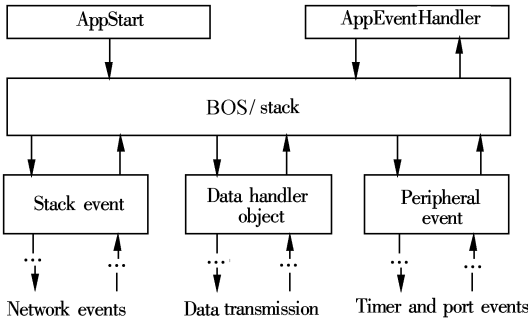 AppStart
AppEventHandler
BOS/stack
Stack event
Data handler
object
Peripheral
event
...
...
...
...
...
...
Network events
Data transmission
Timer and port events